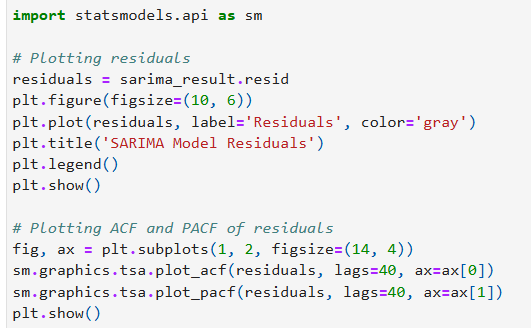 import statsmodels.api as sm
# Plotting residuals
residuals = sarima_result.resid
plt.figure(figsize=(10, 6))
plt.plot(residuals, label='Residuals', color='gray')
plt.title('SARIMA Model Residuals')
plt.legend()
plt.show()
# Plotting ACF and PACF of residuals
fig, ax = plt.subplots(1, 2, figsize=(14, 4))
sm.graphics.tsa.plot_acf(residuals, lags=40, ax=ax[0])
sm.graphics.tsa.plot_pacf(residuals, lags=40, ax=ax[1])
plt.show()